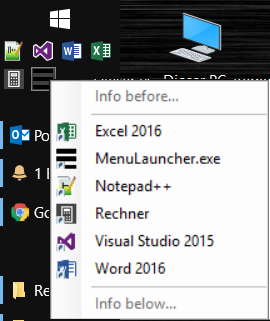 Dieser PC
Info before...
Excel 2016
MenuLauncher.exe
Notepad++
Rechner
Visual Studio 2015
Word 2016
Info below...
Po
1
Go
Re